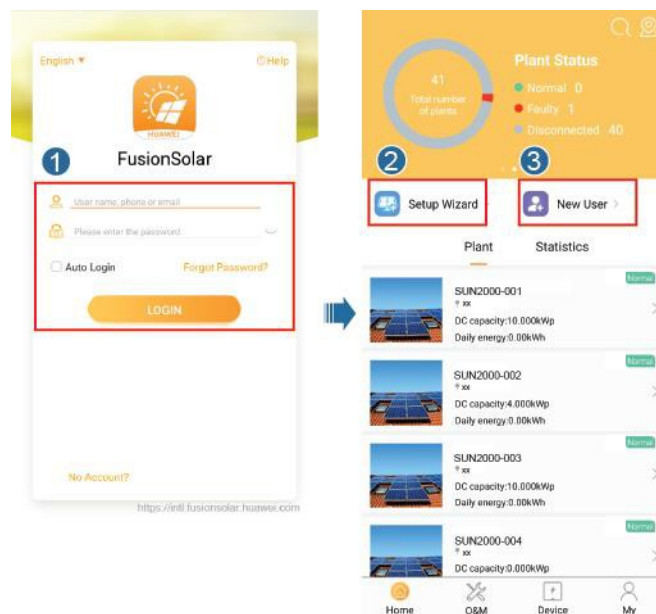 English ▼
Help
HUAWEI
FusionSolar
1
User name, phone or email
Please enter the password
Auto Login
Forgot Password?
LOGIN
No Account?
https://intl.fusionsolar.huawei.com
41
Total number
of plants
Plant Status
Normal 0
Faulty 1
Disconnected 40
2
3
Setup Wizard
New User
Plant
Statistics
Normal
SUN2000-001
xx
DC capacity:10.000kWp
Daily energy:0.00kWh
Normal
SUN2000-002
xx
DC capacity:4.000kWp
Daily energy:0.00kWh
Normal
SUN2000-003
xx
DC capacity:10.000kWp
Daily energy:0.00kWh
Normal
SUN2000-004
xx
DC capacity:0.000kWp
Home
O&M
Device
My